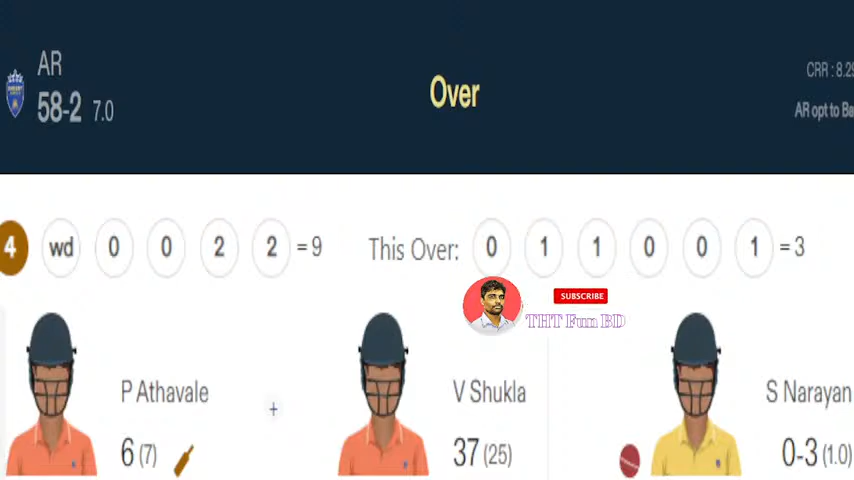 AR
58-2 7.0
Over
CRR : 8.29
AR opt to Ba
4 wd 0 0 2 2 = 9 This Over: 0 1 1 0 0 1 = 3
SUBSCRIBE
THT Fun BD
P Athavale
6 (7)
+
V Shukla
37 (25)
S Narayan
0-3 (1.0)